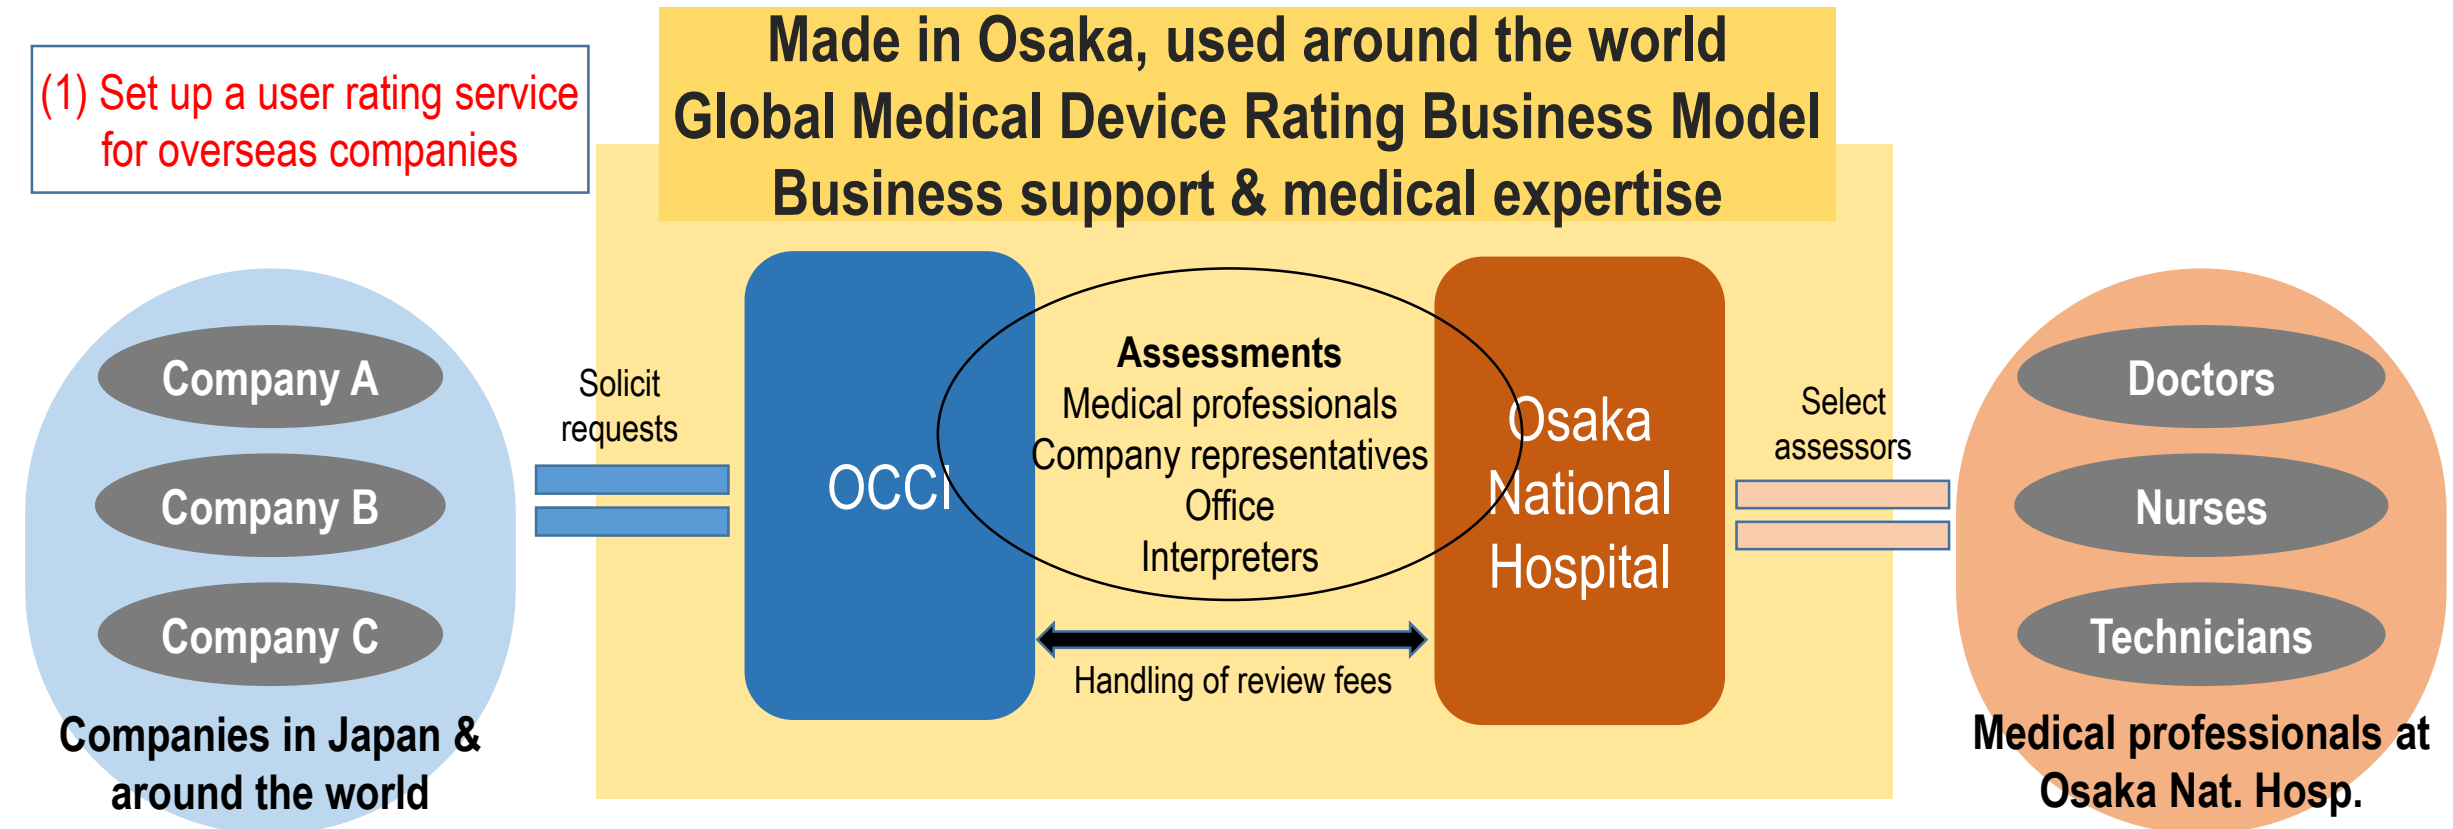 (1) Set up a user rating service
for overseas companies
Made in Osaka, used around the world
Global Medical Device Rating Business Model
Business support & medical expertise
Company A
Company B
Company C
Companies in Japan &
around the world
Solicit
requests
OCCI
Assessments
Medical professionals
Company representatives
Office
Interpreters
Handling of review fees
Osaka
National
Hospital
Select
assessors
Doctors
Nurses
Technicians
Medical professionals at
Osaka Nat. Hosp.